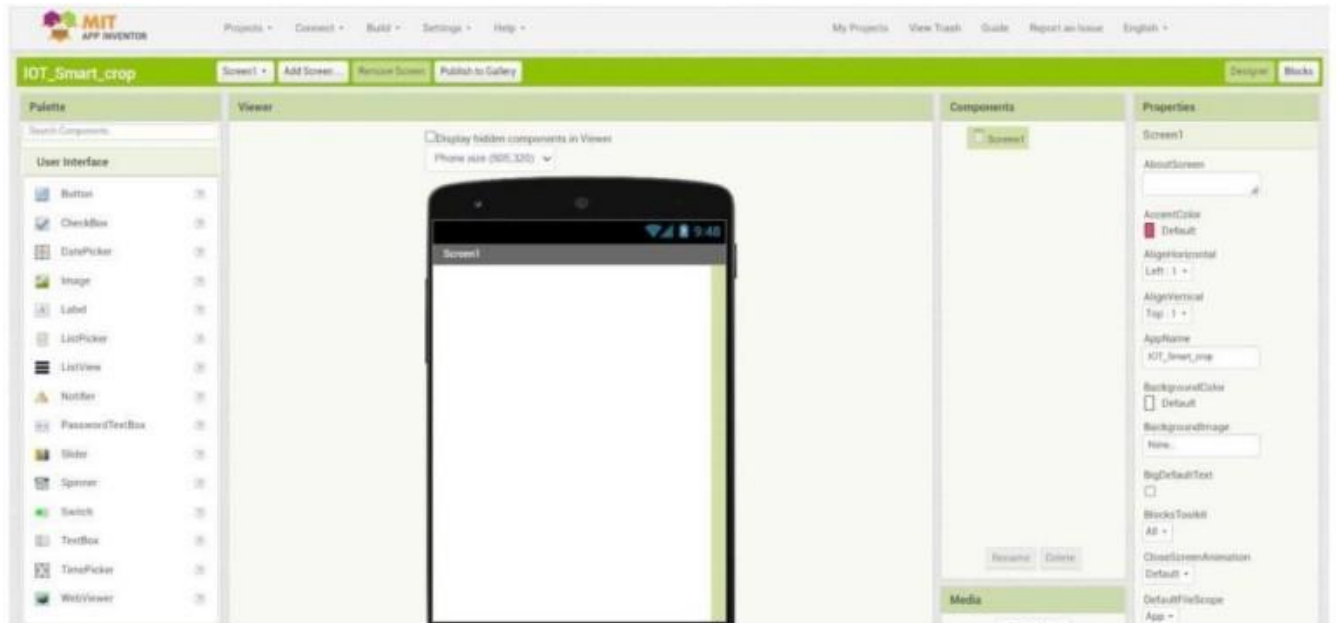 MIT
APP INVENTOR
Projects Connect Build Settings Help My Projects View Trash Guide Report an Issue English
IOT_Smart_crop Screen1 Add Screen... Remove Screen Publish to Gallery Designer Blocks
Palette
Search Components...
User Interface
Button
CheckBox
DatePicker
Image
Label
ListPicker
ListView
Notifier
PasswordTextBox
Slider
Spinner
Switch
TextBox
TimePicker
WebViewer
Viewer
Display hidden components in Viewer
Phone size (505,320)
9:48
Screen1
Components
Screen1
Rename Delete
Media
Properties
Screen1
AboutScreen
AccentColor
Default
AlignHorizontal
Left : 1
AlignVertical
Top : 1
AppName
IOT_Smart_crop
BackgroundColor
Default
BackgroundImage
None...
BigDefaultText
BlocksToolkit
All
CloseScreenAnimation
Default
DefaultFileScope
App